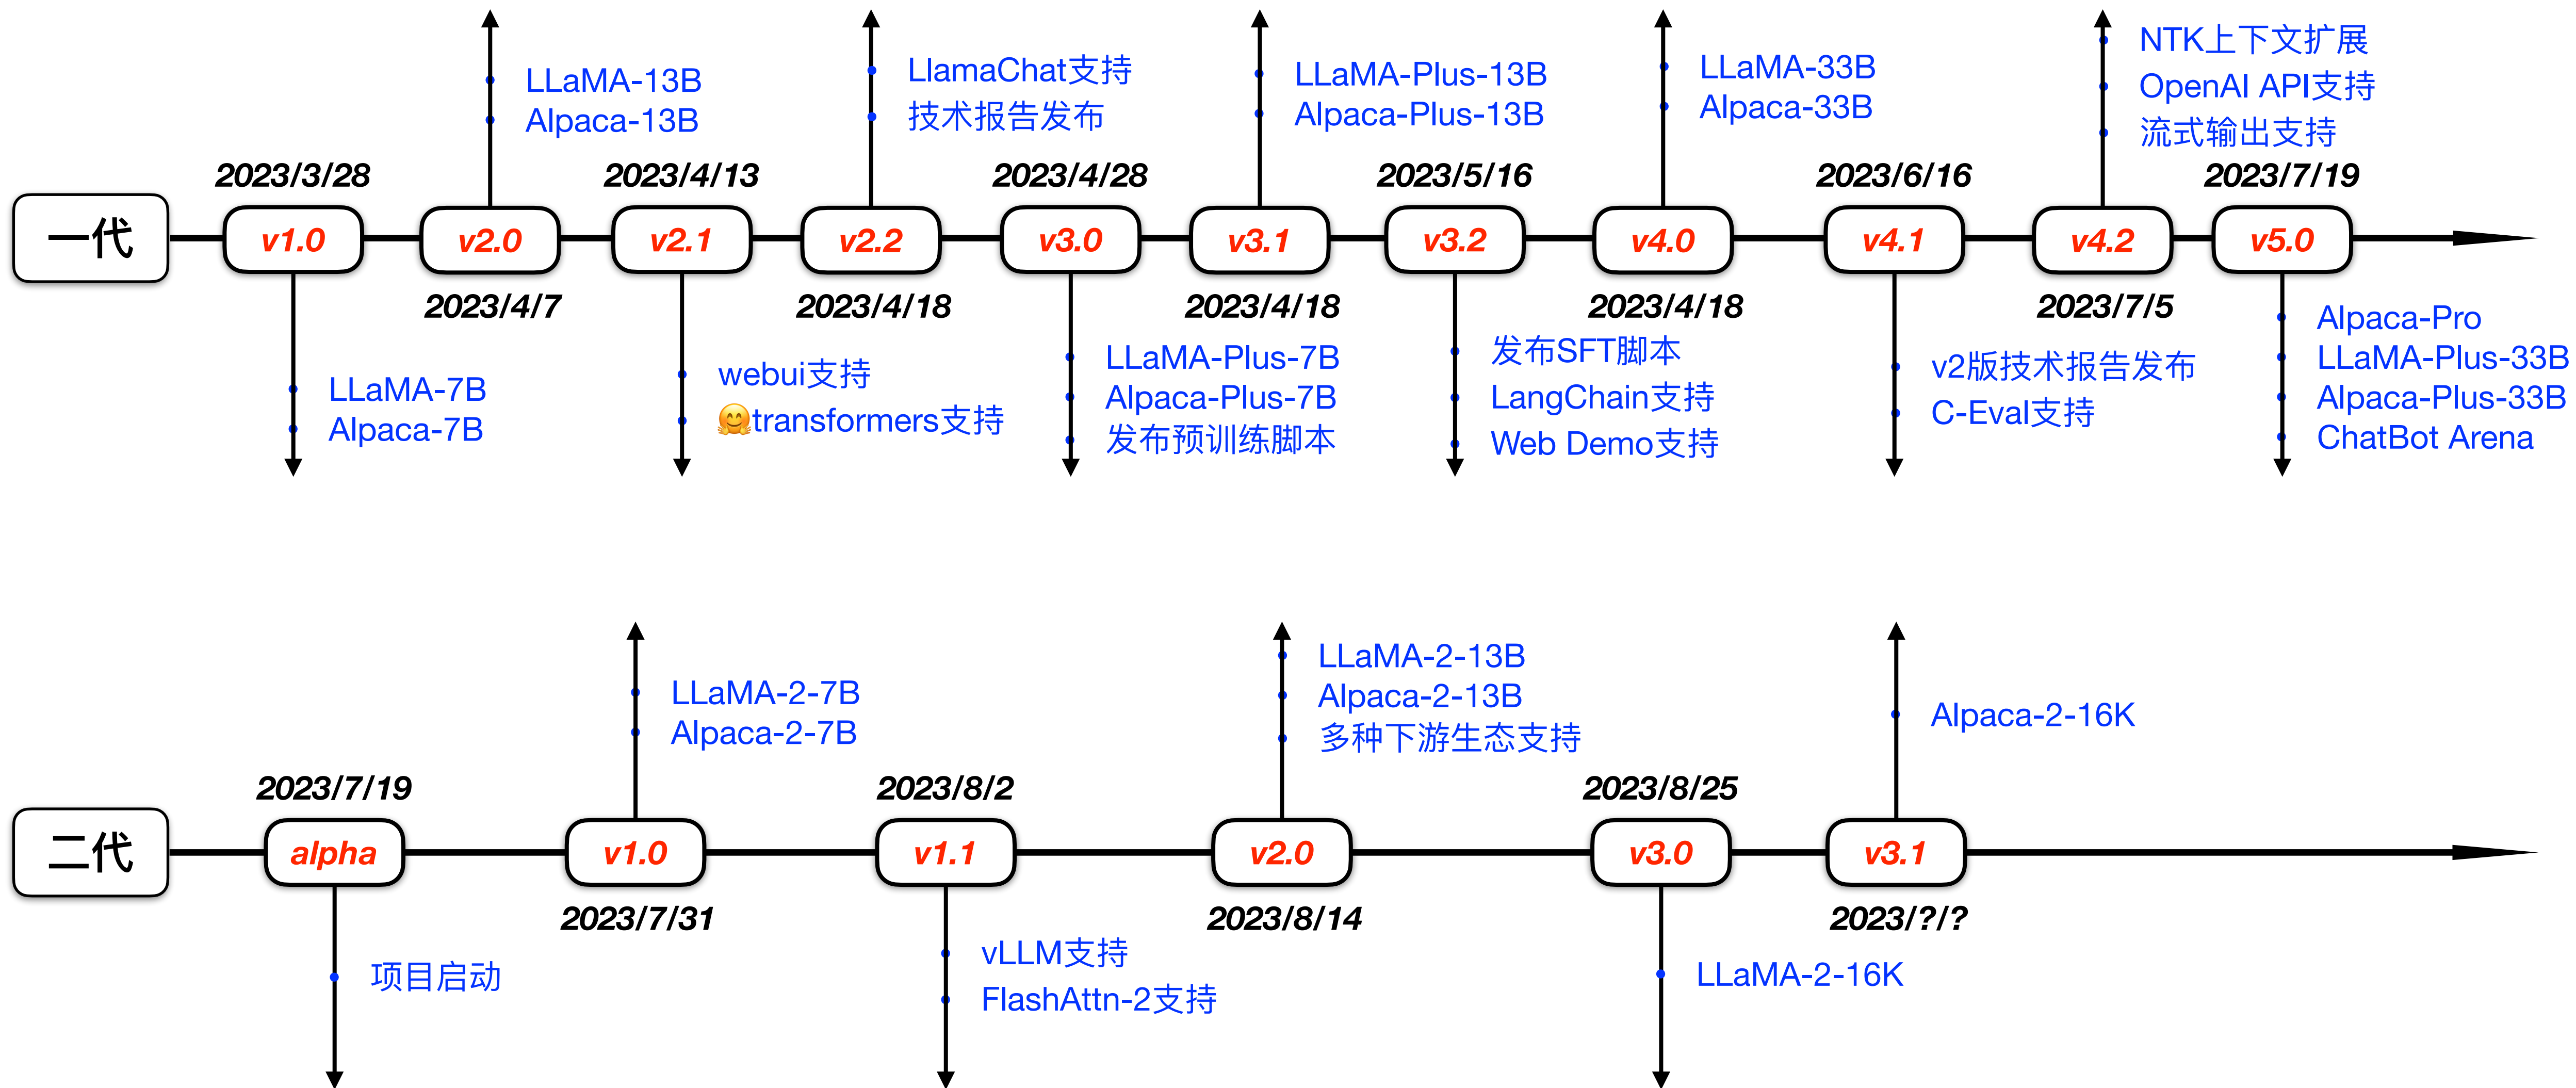 一代
2023/3/28
v1.0
LLaMA-7B
Alpaca-7B
LLaMA-13B
Alpaca-13B
v2.0
2023/4/7
2023/4/13
v2.1
webui支持
🤗transformers支持
LlamaChat支持
技术报告发布
v2.2
2023/4/18
2023/4/28
v3.0
LLaMA-Plus-7B
Alpaca-Plus-7B
发布预训练脚本
LLaMA-Plus-13B
Alpaca-Plus-13B
v3.1
2023/4/18
2023/5/16
v3.2
发布SFT脚本
LangChain支持
Web Demo支持
LLaMA-33B
Alpaca-33B
v4.0
2023/4/18
2023/6/16
v4.1
v2版技术报告发布
C-Eval支持
NTK上下文扩展
OpenAI API支持
流式输出支持
v4.2
2023/7/5
2023/7/19
v5.0
Alpaca-Pro
LLaMA-Plus-33B
Alpaca-Plus-33B
ChatBot Arena
二代
2023/7/19
alpha
项目启动
LLaMA-2-7B
Alpaca-2-7B
v1.0
2023/7/31
2023/8/2
v1.1
vLLM支持
FlashAttn-2支持
LLaMA-2-13B
Alpaca-2-13B
多种下游生态支持
v2.0
2023/8/14
2023/8/25
v3.0
LLaMA-2-16K
Alpaca-2-16K
v3.1
2023/?/?